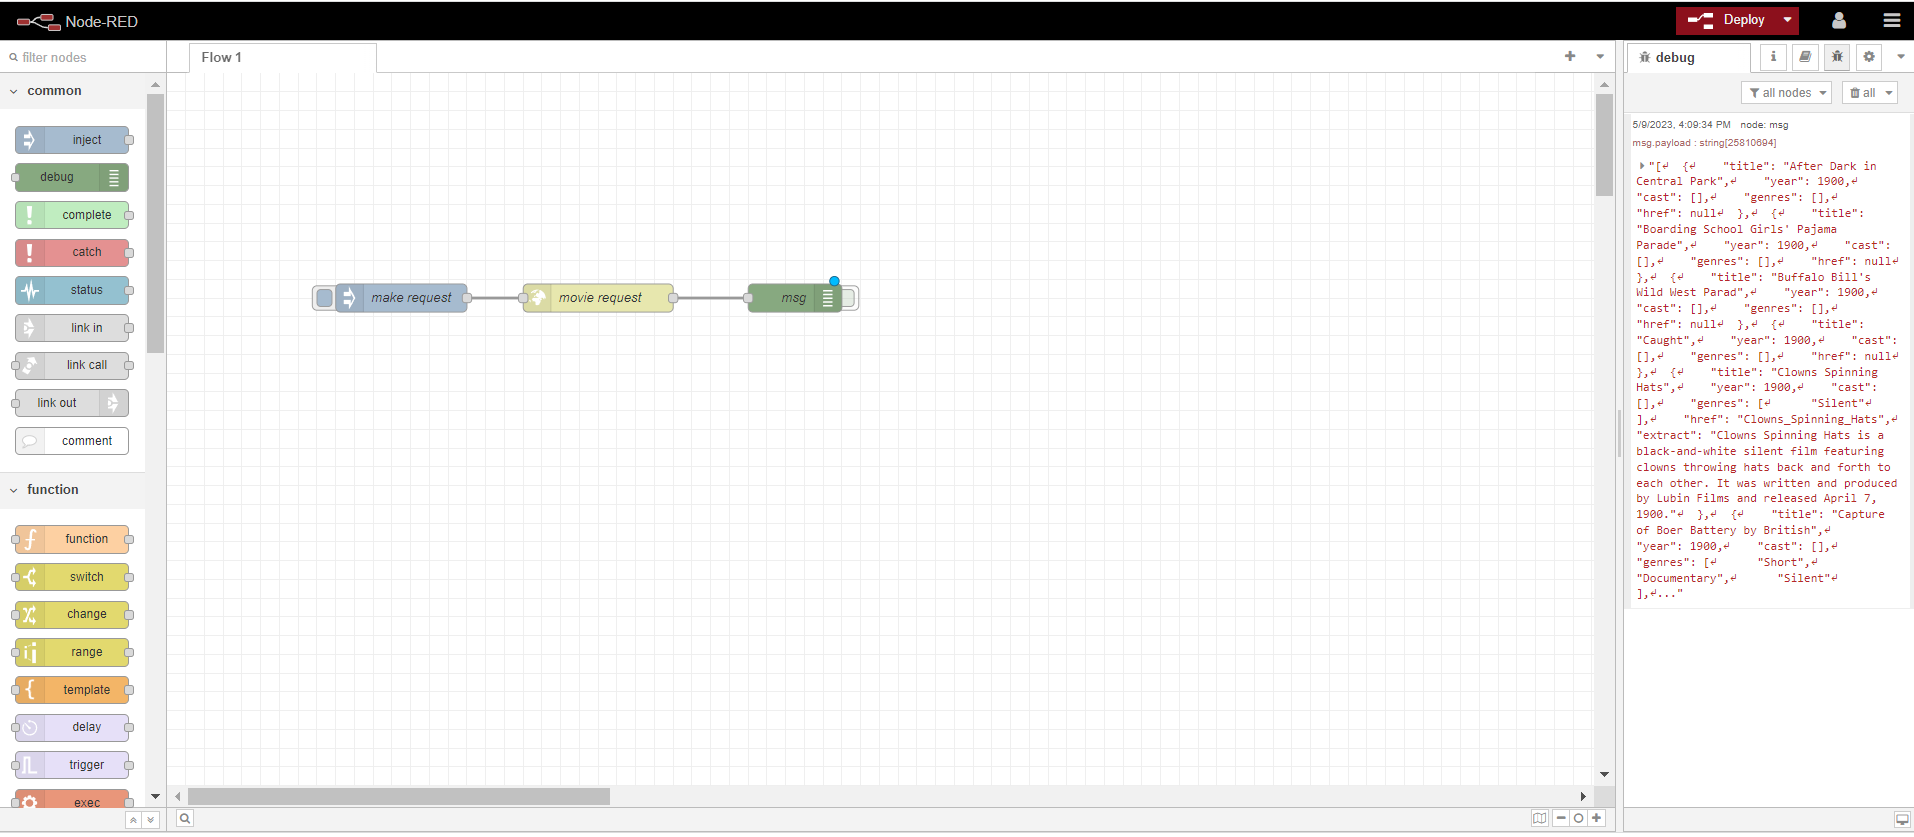 Node-RED
Deploy
filter nodes
Flow 1
debug
i
common
all nodes
all
inject
debug
complete
catch
status
link in
link call
link out
comment
function
function
switch
change
range
template
delay
trigger
exec
make request
movie request
msg
5/9/2023, 4:09:34 PM node: msg
msg.payload : string[25810694]
"[↵ {↵ "title": "After Dark in
Central Park",↵ "year": 1900,↵
"cast": [],↵ "genres": [],↵
"href": null↵ },↵ {↵ "title":
"Boarding School Girls' Pajama
Parade",↵ "year": 1900,↵ "cast":
[],↵ "genres": [],↵ "href": null↵
},↵ {↵ "title": "Buffalo Bill's
Wild West Parad",↵ "year": 1900,↵
"cast": [],↵ "genres": [],↵
"href": null↵ },↵ {↵ "title":
"Caught",↵ "year": 1900,↵ "cast":
[],↵ "genres": [],↵ "href": null↵
},↵ {↵ "title": "Clowns Spinning
Hats",↵ "year": 1900,↵ "cast":
[],↵ "genres": [↵ "Silent"↵
],↵ "href": "Clowns_Spinning_Hats",↵
"extract": "Clowns Spinning Hats is a
black-and-white silent film featuring
clowns throwing hats back and forth to
each other. It was written and produced
by Lubin Films and released April 7,
1900."↵ },↵ {↵ "title": "Capture
of Boer Battery by British",↵
"year": 1900,↵ "cast": [],↵
"genres": [↵ "Short",↵
"Documentary",↵ "Silent"↵
],↵..."